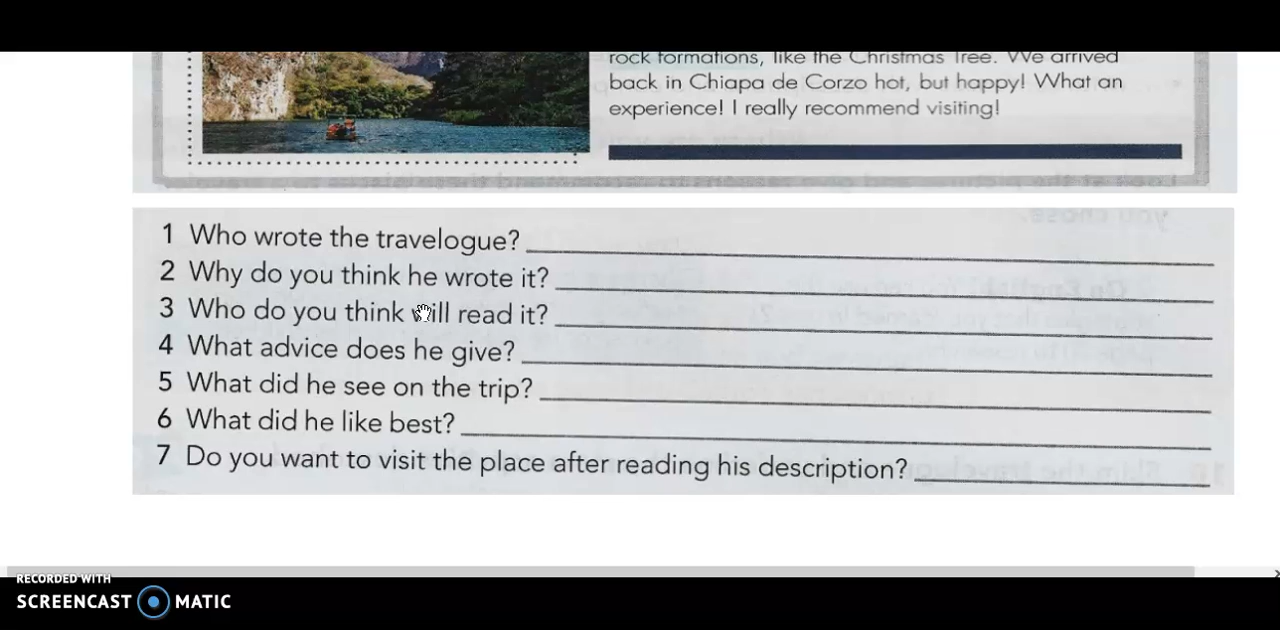 rock formations, like the Christmas Tree. We arrived
back in Chiapa de Corzo hot, but happy! What an
experience! I really recommend visiting!
1 Who wrote the travelogue?
2 Why do you think he wrote it?
3 Who do you think will read it?
4 What advice does he give?
5 What did he see on the trip?
6 What did he like best?
7 Do you want to visit the place after reading his description?
RECORDED WITH
SCREENCAST MATIC